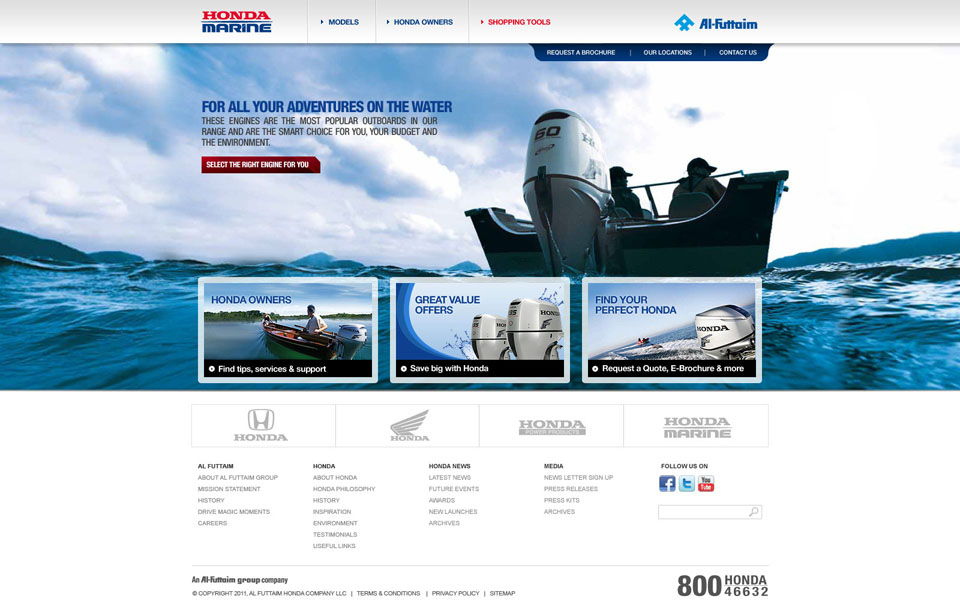 HONDA
MARINE
MODELS
HONDA OWNERS
SHOPPING TOOLS
Al-Futtaim
REQUEST A BROCHURE | OUR LOCATIONS | CONTACT US
FOR ALL YOUR ADVENTURES ON THE WATER
THESE ENGINES ARE THE MOST POPULAR OUTBOARDS IN OUR
RANGE AND ARE THE SMART CHOICE FOR YOU, YOUR BUDGET AND
THE ENVIRONMENT.
SELECT THE RIGHT ENGINE FOR YOU
60
HONDA OWNERS
Find tips, services & support
GREAT VALUE
OFFERS
HONDA
Save big with Honda
FIND YOUR
PERFECT HONDA
HONDA
Request a Quote, E-Brochure & more
HONDA
HONDA
HONDA
POWER PRODUCTS
HONDA
MARINE
AL FUTTAIM
ABOUT AL FUTTAIM GROUP
MISSION STATEMENT
HISTORY
DRIVE MAGIC MOMENTS
CAREERS
HONDA
ABOUT HONDA
HONDA PHILOSOPHY
HISTORY
INSPIRATION
ENVIRONMENT
TESTIMONIALS
USEFUL LINKS
HONDA NEWS
LATEST NEWS
FUTURE EVENTS
AWARDS
NEW LAUNCHES
ARCHIVES
MEDIA
NEWS LETTER SIGN UP
PRESS RELEASES
PRESS KITS
ARCHIVES
FOLLOW US ON
You
Tube
An Al-Futtaim group company
© COPYRIGHT 2011, AL FUTTAIM HONDA COMPANY LLC | TERMS & CONDITIONS | PRIVACY POLICY | SITEMAP
800 HONDA
46632